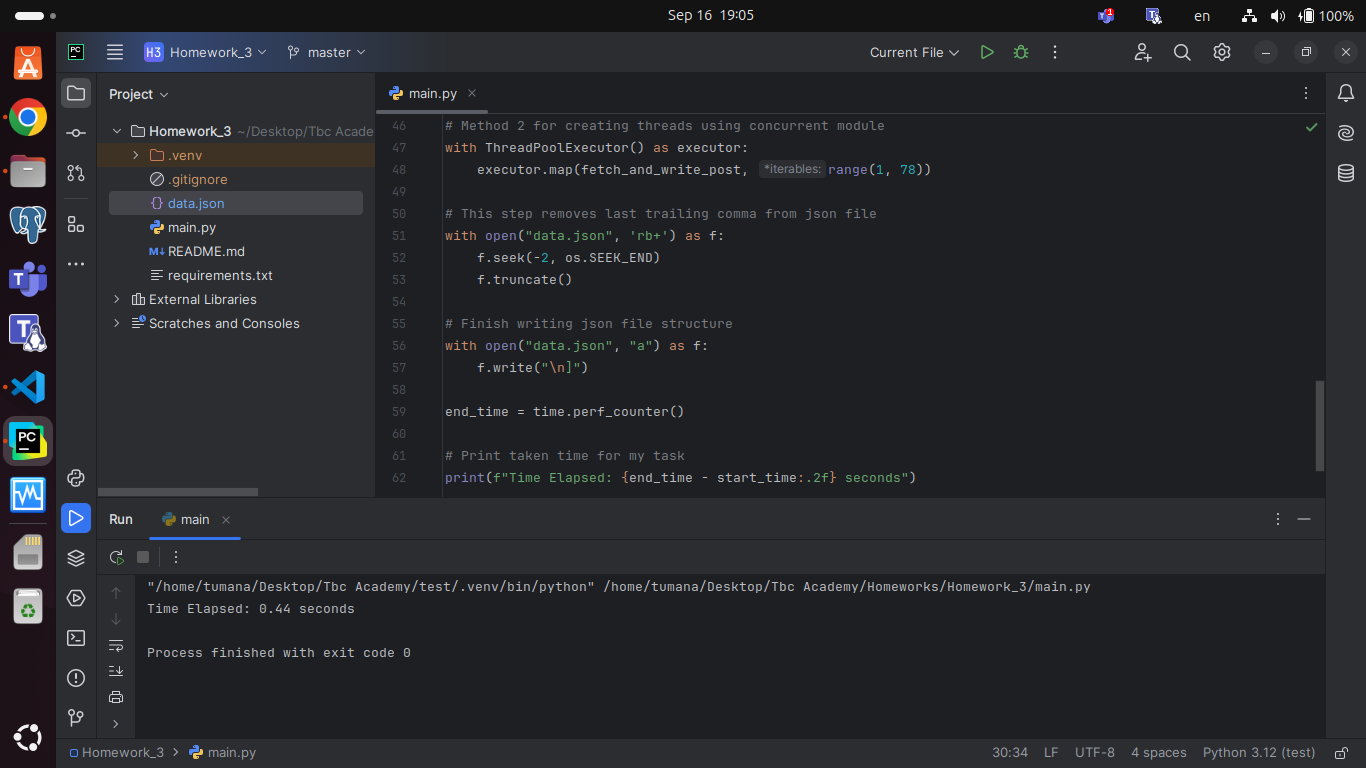 Sep 16 19:05
1
T
en
100%
PC
H3 Homework_3
master
Current File
Project
main.py
Homework_3 ~/Desktop/Tbc Acade
.venv
.gitignore
data.json
main.py
M↓ README.md
requirements.txt
External Libraries
Scratches and Consoles
46 # Method 2 for creating threads using concurrent module
47 with ThreadPoolExecutor() as executor:
48 executor.map(fetch_and_write_post, *iterables: range(1, 78))
49
50 # This step removes last trailing comma from json file
51 with open("data.json", 'rb+') as f:
52 f.seek(-2, os.SEEK_END)
53 f.truncate()
54
55 # Finish writing json file structure
56 with open("data.json", "a") as f:
57 f.write("\n]")
58
59 end_time = time.perf_counter()
60
61 # Print taken time for my task
62 print(f"Time Elapsed: {end_time - start_time:.2f} seconds")
T
T
PC
Run main
"/home/tumana/Desktop/Tbc Academy/test/.venv/bin/python" /home/tumana/Desktop/Tbc Academy/Homeworks/Homework_3/main.py
Time Elapsed: 0.44 seconds
Process finished with exit code 0
Homework_3 > main.py
30:34 LF UTF-8 4 spaces Python 3.12 (test)